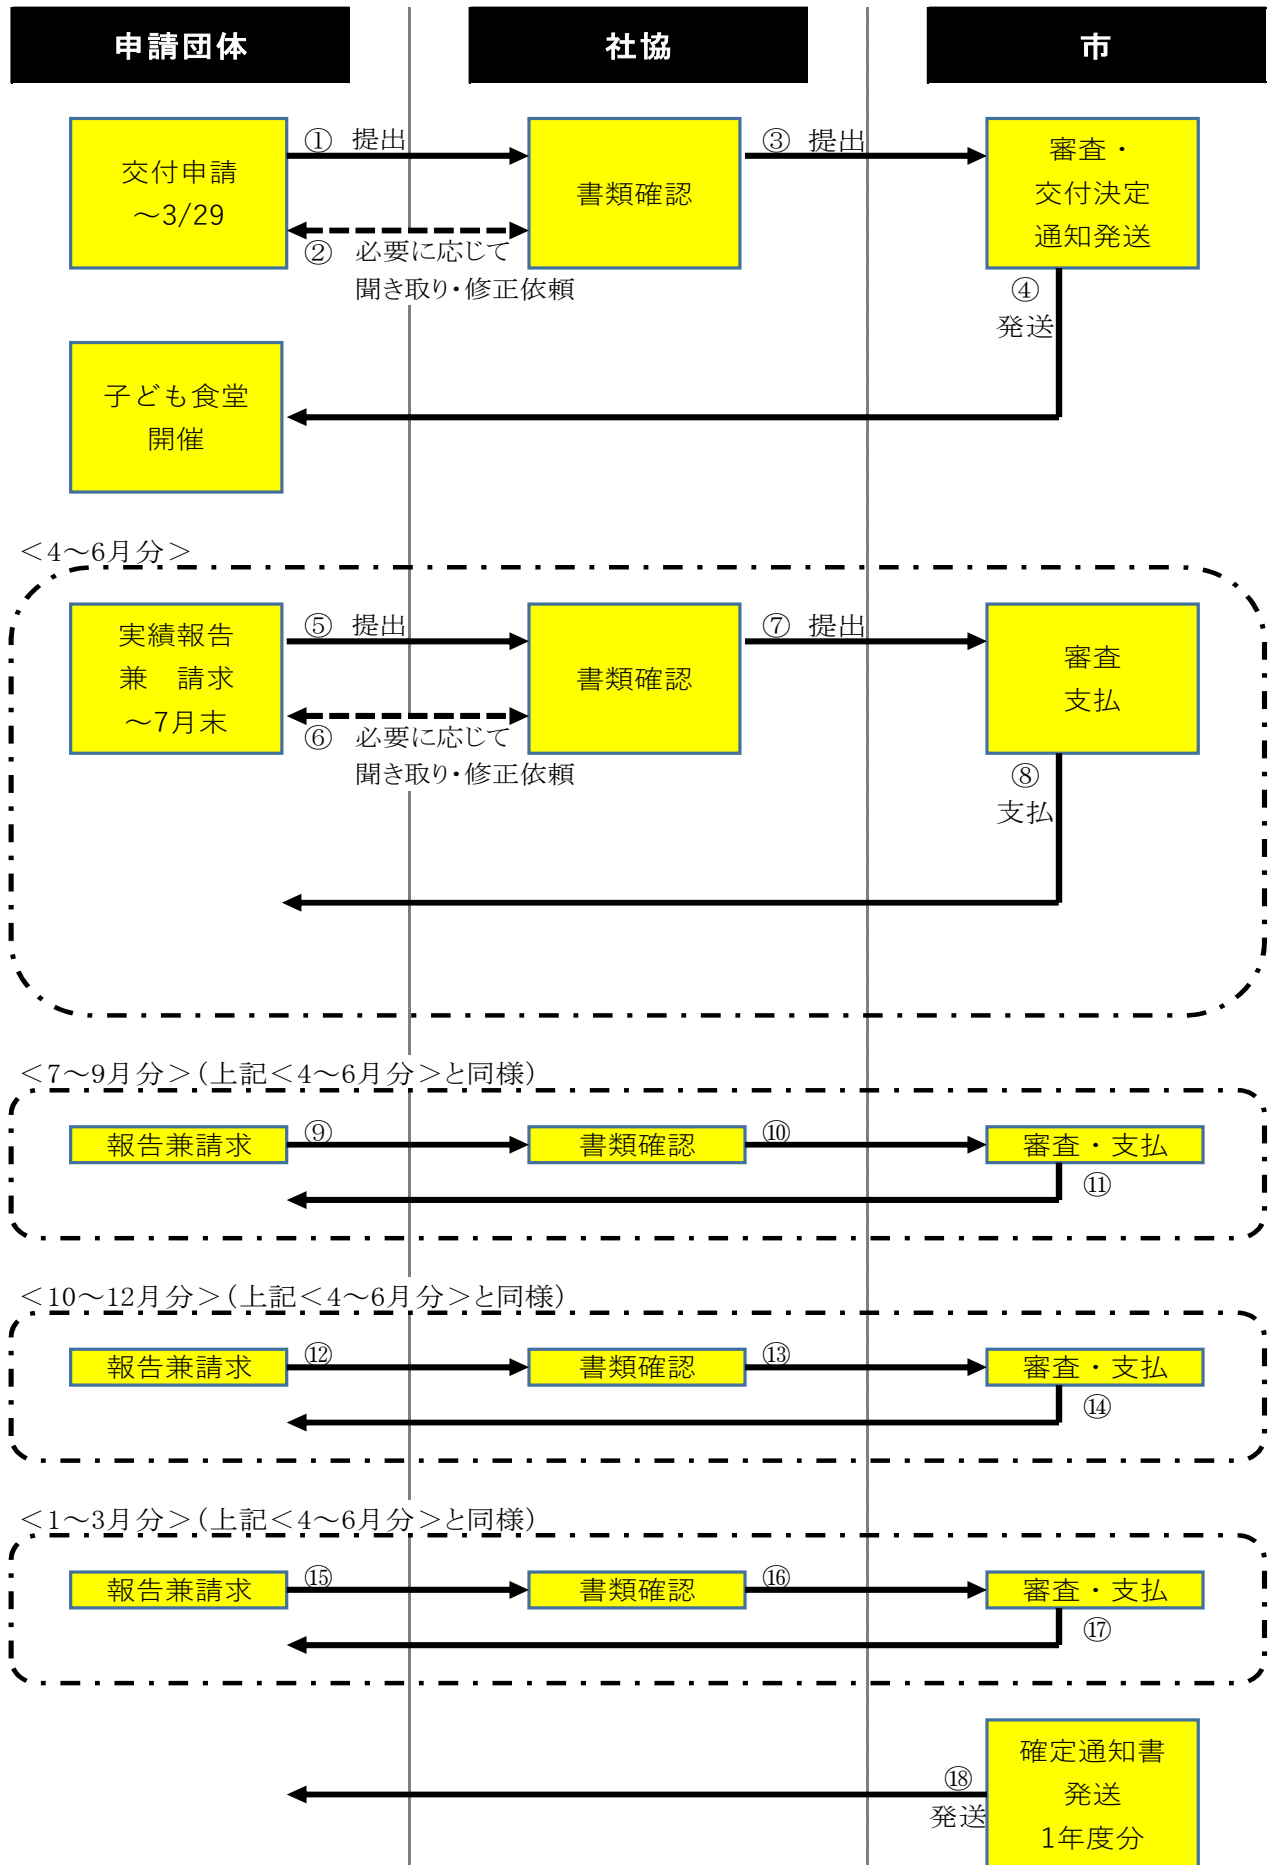 申請団体
社協
市
① 提出
③ 提出
交付申請
～3/29
書類確認
審査・
交付決定
通知発送
② 必要に応じて
聞き取り・修正依頼
④
発送
子ども食堂
開催
＜4～6月分＞
⑤ 提出
⑦ 提出
実績報告
兼　請求
～7月末
書類確認
審査
支払
⑥ 必要に応じて
聞き取り・修正依頼
⑧
支払
＜7～9月分＞（上記＜4～6月分＞と同様）
報告兼請求
⑨
書類確認
⑩
審査・支払
⑪
＜10～12月分＞（上記＜4～6月分＞と同様）
報告兼請求
⑫
書類確認
⑬
審査・支払
⑭
＜1～3月分＞（上記＜4～6月分＞と同様）
報告兼請求
⑮
書類確認
⑯
審査・支払
⑰
確定通知書
発送
1年度分
⑱
発送